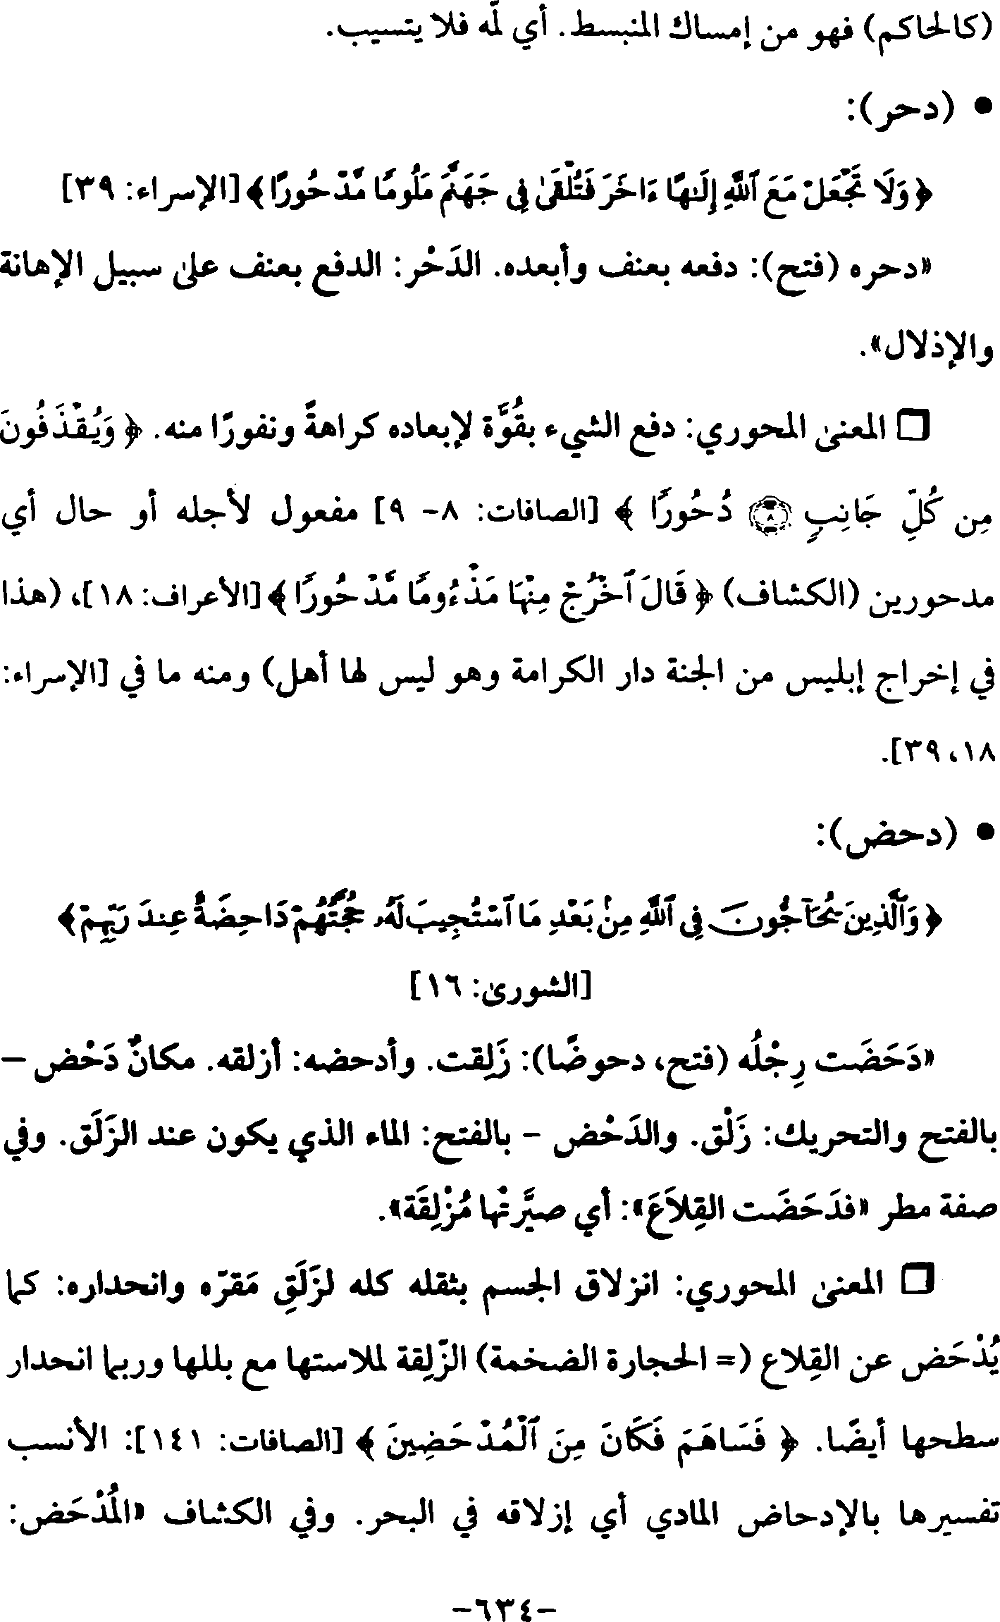 (كالحاكم) فهو من إمساك المنبسط. أي لَمّه فلا يتسيب.
• (دحر):
﴿وَلَا تَجْعَلْ مَعَ ٱللَّهِ إِلَـٰهًا ءَاخَرَ فَتُلْقَىٰ فِي جَهَنَّمَ مَلُومًا مَّدْحُورًا﴾ [الإسراء: ٣٩]
«دحره (فتح): دفعه بعنف وأبعده. الدَحْر: الدفع بعنف على سبيل الإهانة
والإذلال».
□ المعنى المحوري: دفع الشيء بقُوَّة لإبعاده كراهةً ونفورًا منه. ﴿وَيُقْذَفُونَ
مِن كُلِّ جَانِبٍ ۝٨ دُحُورًا﴾ [الصافات: ٨- ٩] مفعول لأجله أو حال أي
مدحورين (الكشاف) ﴿قَالَ ٱخْرُجْ مِنْهَا مَذْءُومًا مَّدْحُورًا﴾ [الأعراف: ١٨]، (هذا
في إخراج إبليس من الجنة دار الكرامة وهو ليس لها أهل) ومنه ما في [الإسراء:
١٨، ٣٩].
• (دحض):
﴿وَٱلَّذِينَ يُحَآجُّونَ فِي ٱللَّهِ مِنۢ بَعْدِ مَا ٱسْتُجِيبَ لَهُۥ حُجَّتُهُمْ دَاحِضَةٌ عِندَ رَبِّهِمْ﴾
[الشورى: ١٦]
«دَحَضَت رِجْلُه (فتح، دحوضًا): زَلِقت. وأدحضه: أزلقه. مكانٌ دَحْض –
بالفتح والتحريك: زَلْق. والدَحْض – بالفتح: الماء الذي يكون عند الزَلَق. وفي
صفة مطر «فدَحَضَت القِلاَعَ»: أي صيَّرتْها مُزْلِقَة».
□ المعنى المحوري: انزلاق الجسم بثقله كله لزَلَقِ مَقرّه وانحداره: كما
يُدْحَض عن القِلاع (= الحجارة الضخمة) الزّلِقة لملاستها مع بللها وربما انحدار
سطحها أيضًا. ﴿فَسَاهَمَ فَكَانَ مِنَ ٱلْمُدْحَضِينَ﴾ [الصافات: ١٤١]: الأنسب
تفسيرها بالإدحاض المادي أي إزلاقه في البحر. وفي الكشاف «المُدْحَض:
-٦٣٤-